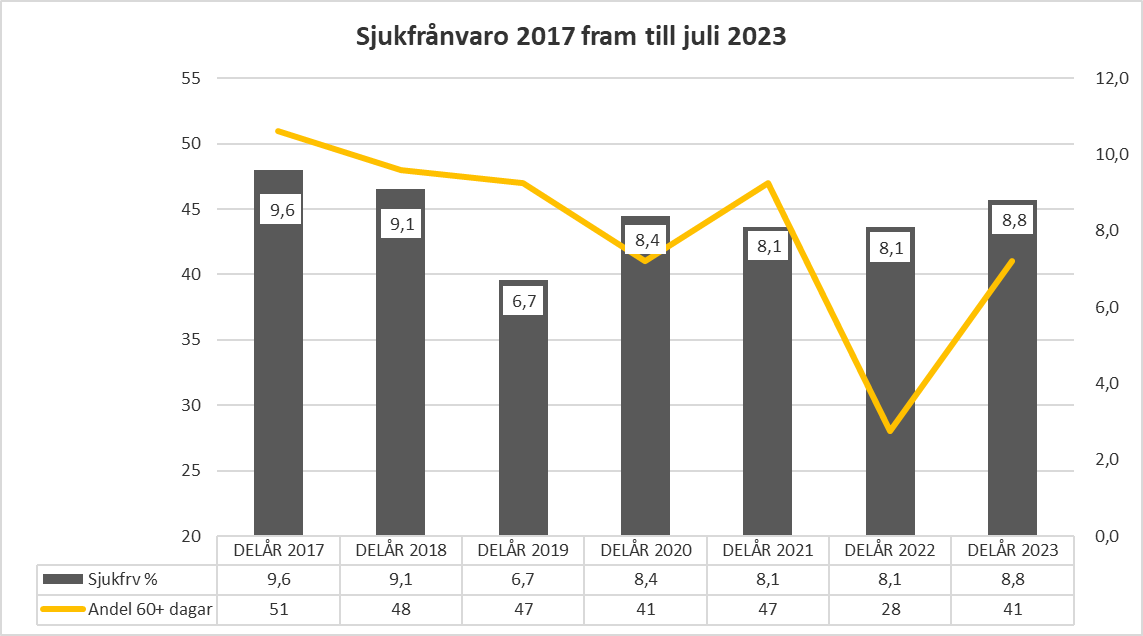 Sjukfrånvaro 2017 fram till juli 2023
55 12,0
50 10,0
45 8,0
40 6,0
35 4,0
30 2,0
25 0,0
20
9,6 9,1 6,7 8,4 8,1 8,1 8,8
DELÅR 2017 DELÅR 2018 DELÅR 2019 DELÅR 2020 DELÅR 2021 DELÅR 2022 DELÅR 2023
Sjukfrv % 9,6 9,1 6,7 8,4 8,1 8,1 8,8
Andel 60+ dagar 51 48 47 41 47 28 41